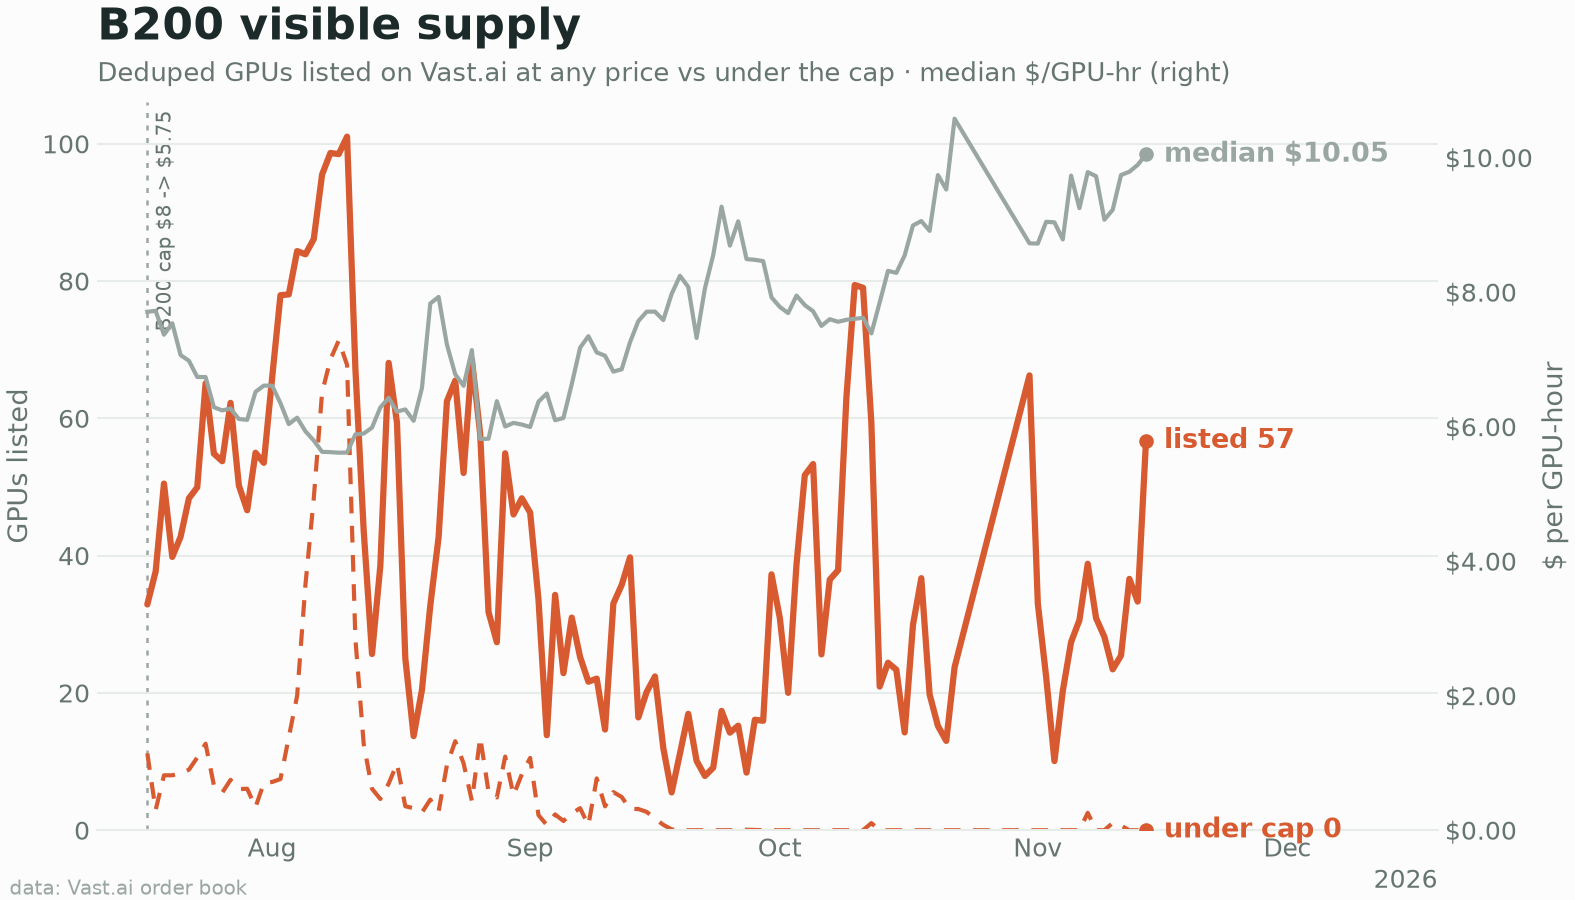 B200 visible supply
Deduped GPUs listed on Vast.ai at any price vs under the cap · median $/GPU-hr (right)
B200 cap $8 -> $5.75
GPUs listed
100
80
60
40
20
0
median $10.05
listed 57
under cap 0
$10.00
$8.00
$6.00
$4.00
$2.00
$0.00
$ per GPU-hour
Aug
Sep
Oct
Nov
Dec
2026
data: Vast.ai order book